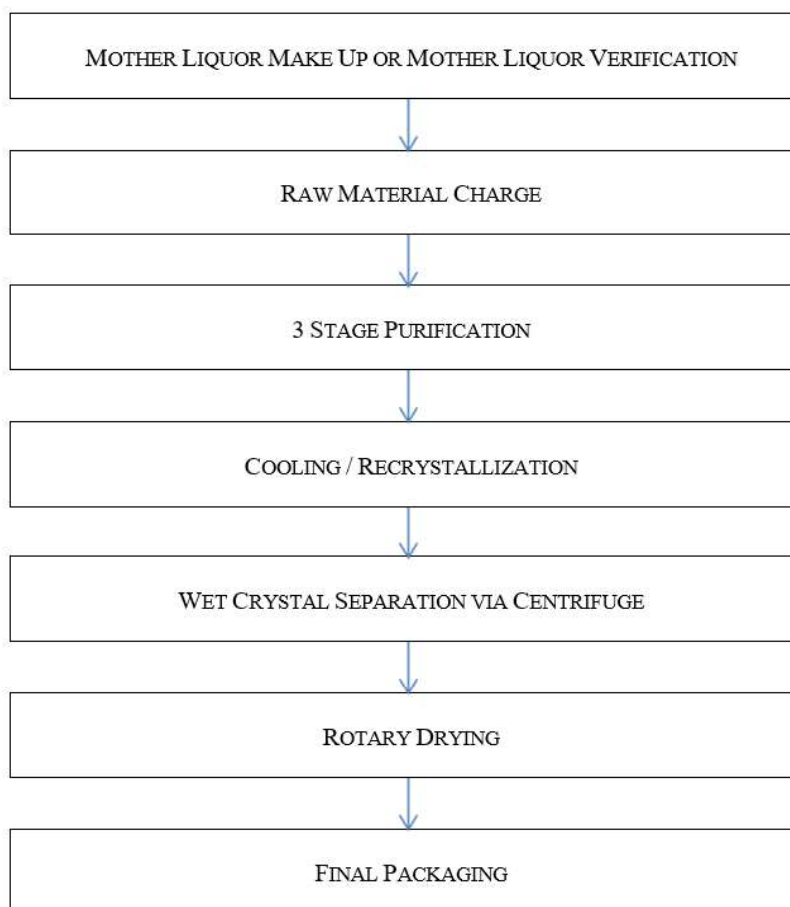 MOTHER LIQUOR MAKE UP OR MOTHER LIQUOR VERIFICATION
RAW MATERIAL CHARGE
3 STAGE PURIFICATION
COOLING / RECRYSTALLIZATION
WET CRYSTAL SEPARATION VIA CENTRIFUGE
ROTARY DRYING
FINAL PACKAGING